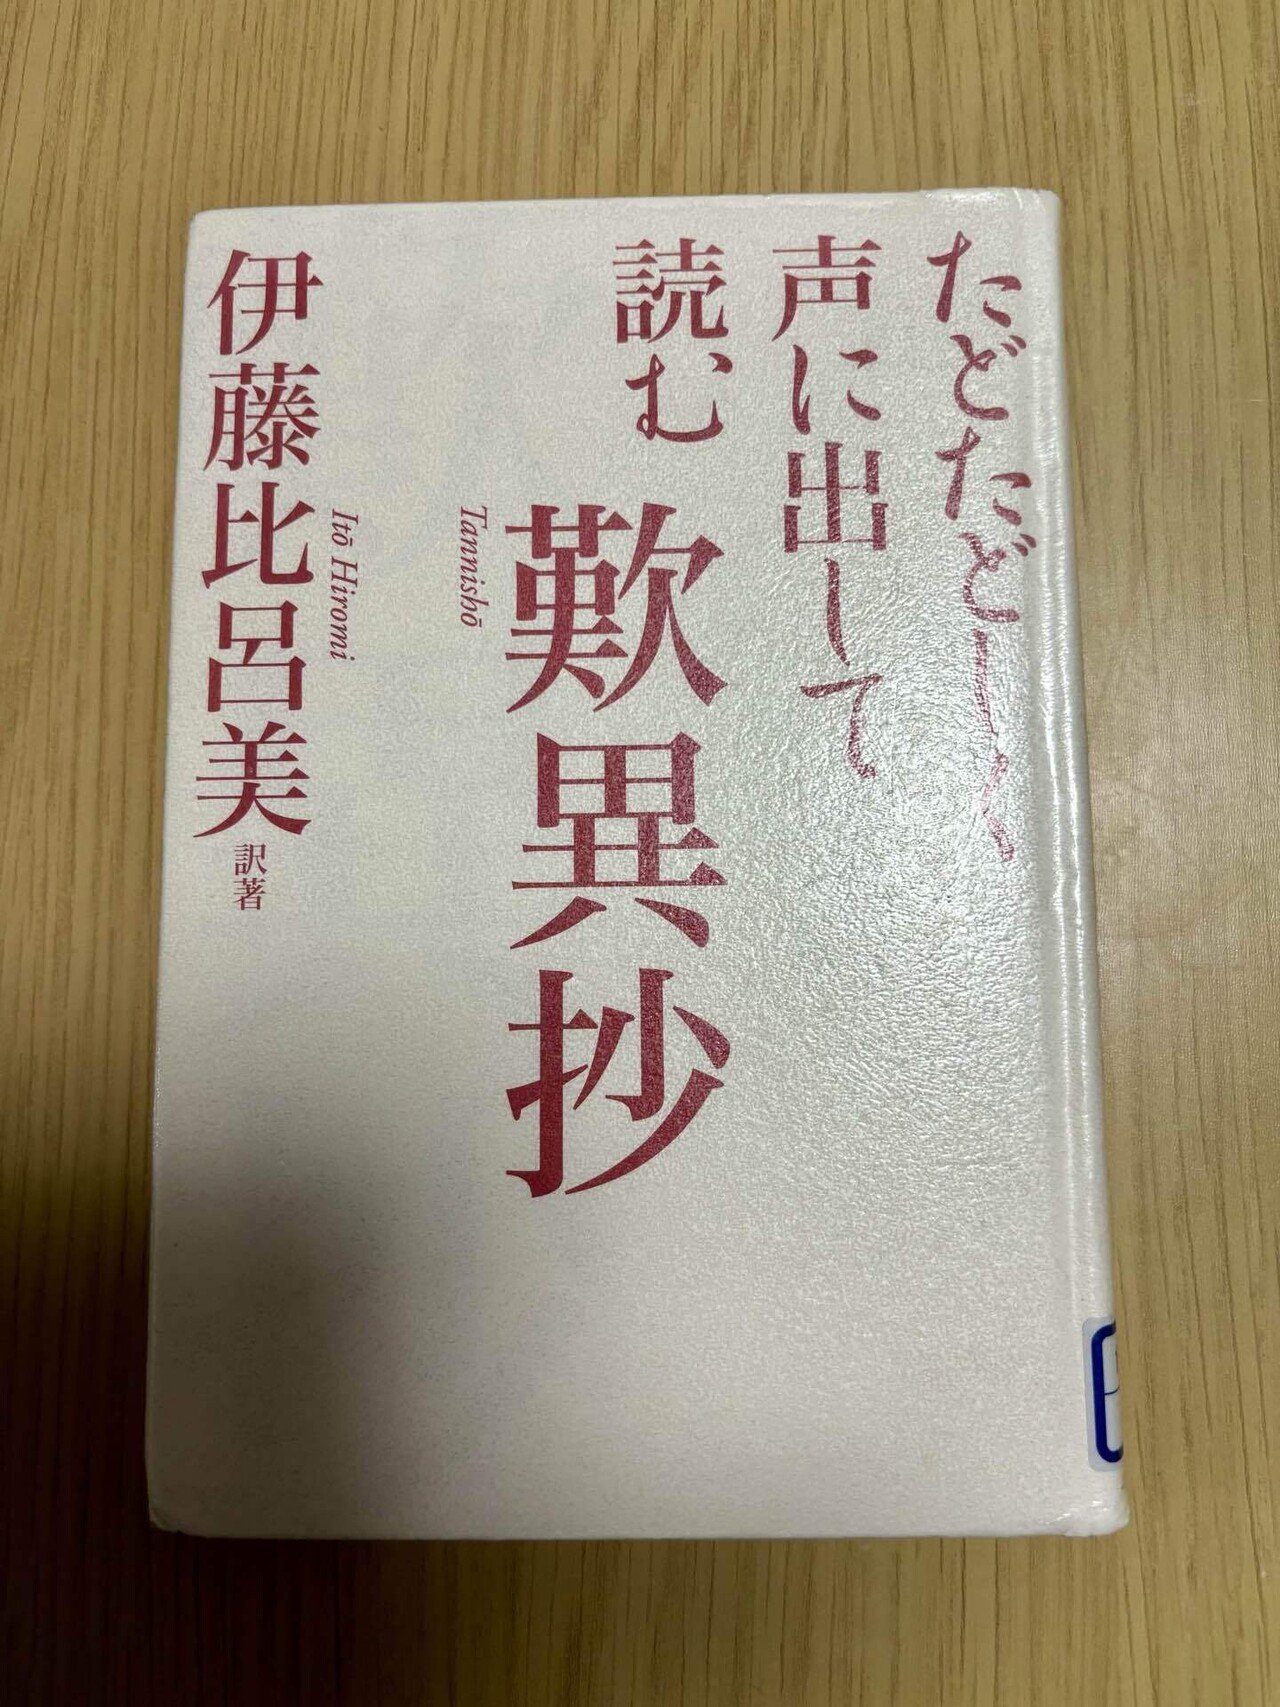 たどたどしく
声に出して
読む
歎異抄
Tannishō
Itō Hiromi
伊藤比呂美
訳著